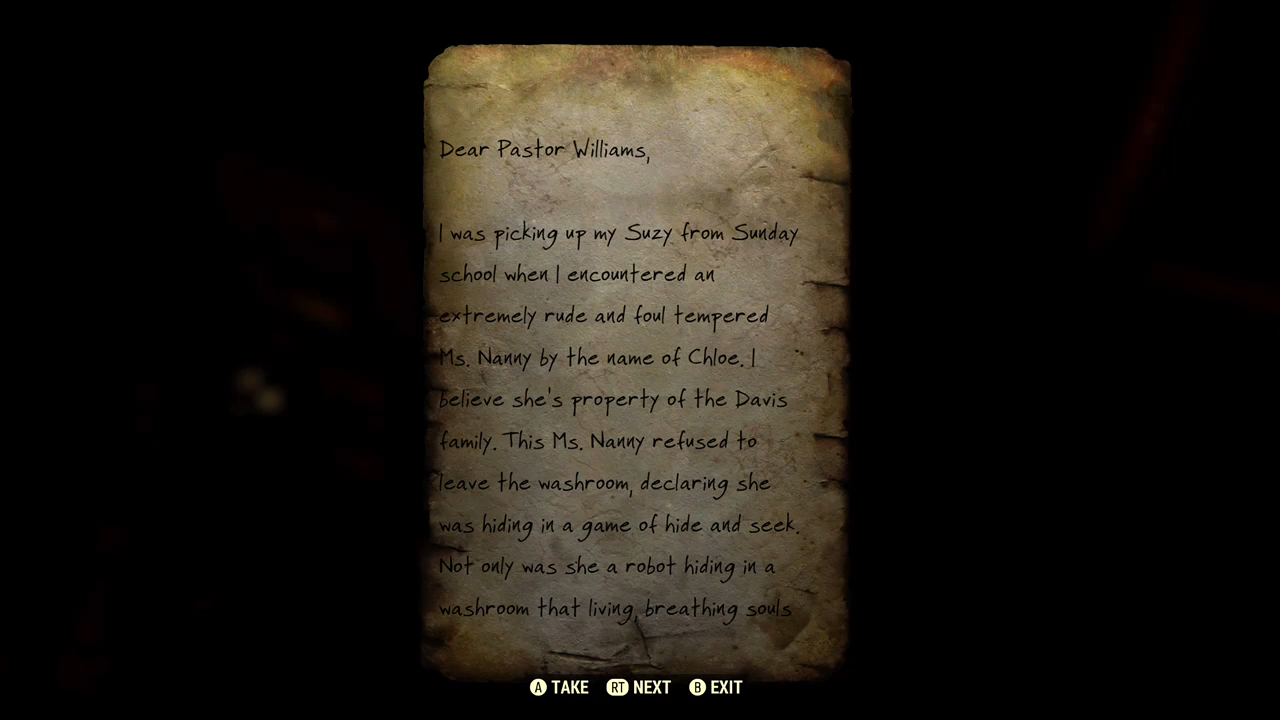 Dear Pastor Williams,
I was picking up my Suzy from Sunday
school when I encountered an
extremely rude and foul tempered
Ms. Nanny by the name of Chloe. I
believe she's property of the Davis
family. This Ms. Nanny refused to
leave the washroom, declaring she
was hiding in a game of hide and seek.
Not only was she a robot hiding in a
washroom that living, breathing souls
A TAKE RT NEXT B EXIT